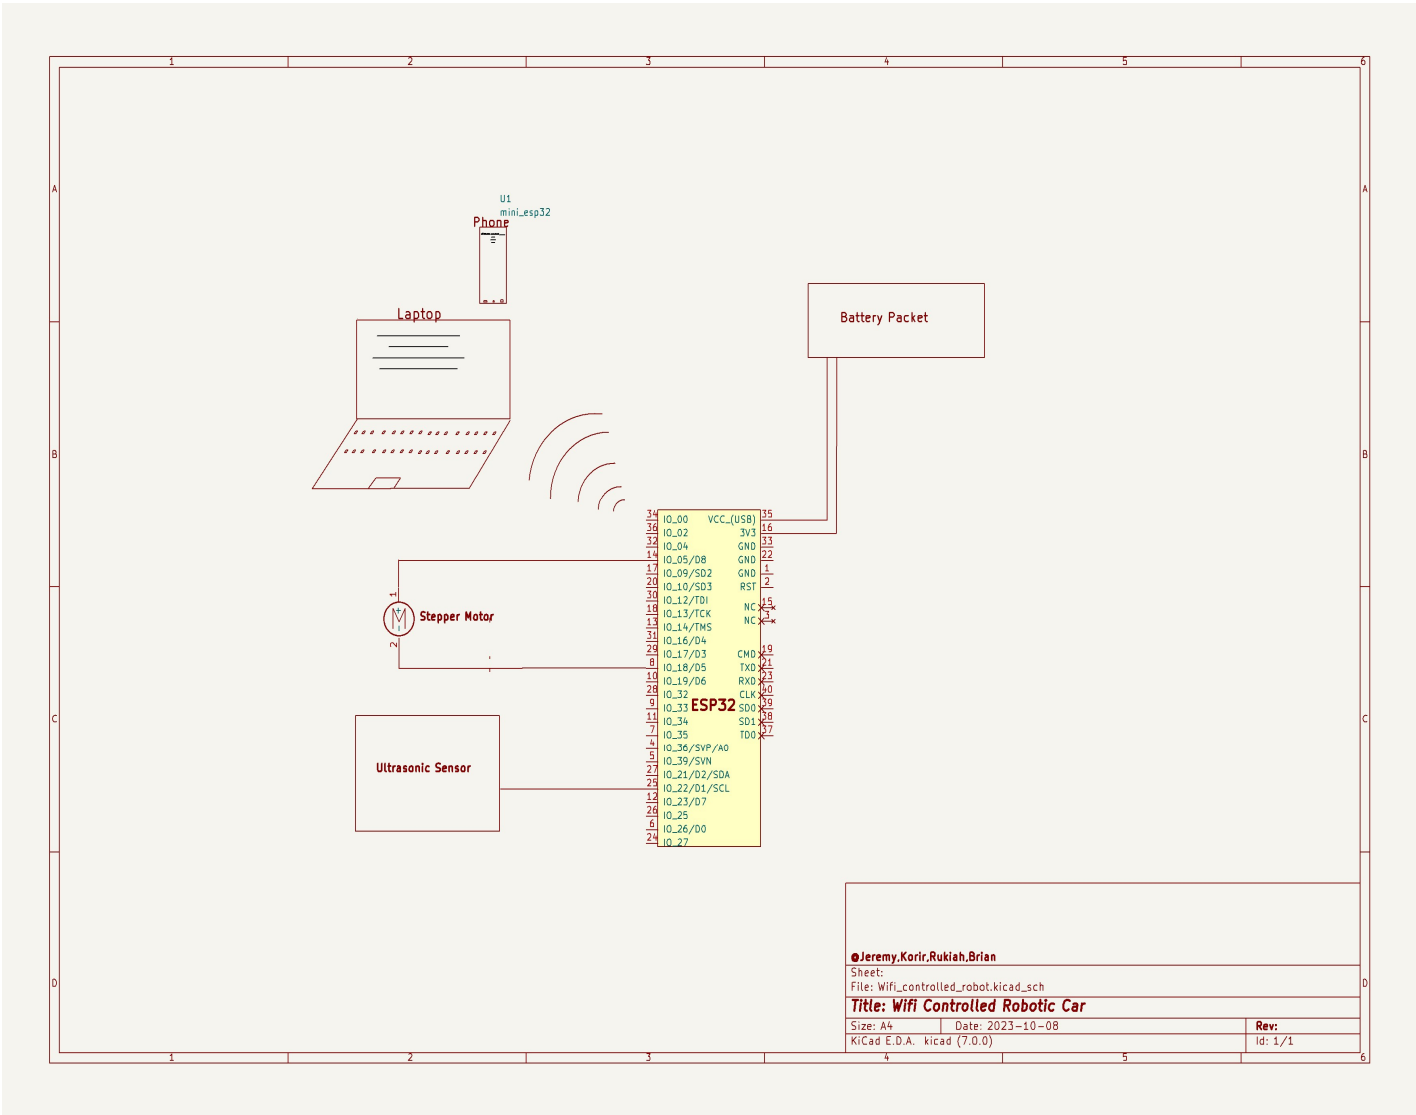 1 2 3 4 5 6
A A
U1
mini_esp32
Phone
Battery Packet
Laptop
B B
34 IO_00 VCC_(USB) 35
36 IO_02 3V3 16
32 IO_04 GND 33
14 IO_05/D8 GND 22
17 IO_09/SD2 GND 1
20 IO_10/SD3 RST 2
30 IO_12/TDI
18 IO_13/TCK NC 15
13 IO_14/TMS NC 3
31 IO_16/D4
29 IO_17/D3 CMD 19
8 IO_18/D5 TXD 21
10 IO_19/D6 RXD 23
28 IO_32 CLK 40
9 IO_33 SD0 39
11 IO_34 SD1 38
7 IO_35 TD0 37
4 IO_36/SVP/A0
5 IO_39/SVN
27 IO_21/D2/SDA
25 IO_22/D1/SCL
12 IO_23/D7
26 IO_25
6 IO_26/D0
24 IO_27
ESP32
1
+
M
-
2
Stepper Motor
C C
Ultrasonic Sensor
D D
@Jeremy,Korir,Rukiah,Brian
Sheet:
File: Wifi_controlled_robot.kicad_sch
Title: Wifi Controlled Robotic Car
Size: A4 Date: 2023-10-08 Rev:
KiCad E.D.A. kicad (7.0.0) Id: 1/1
1 2 3 4 5 6